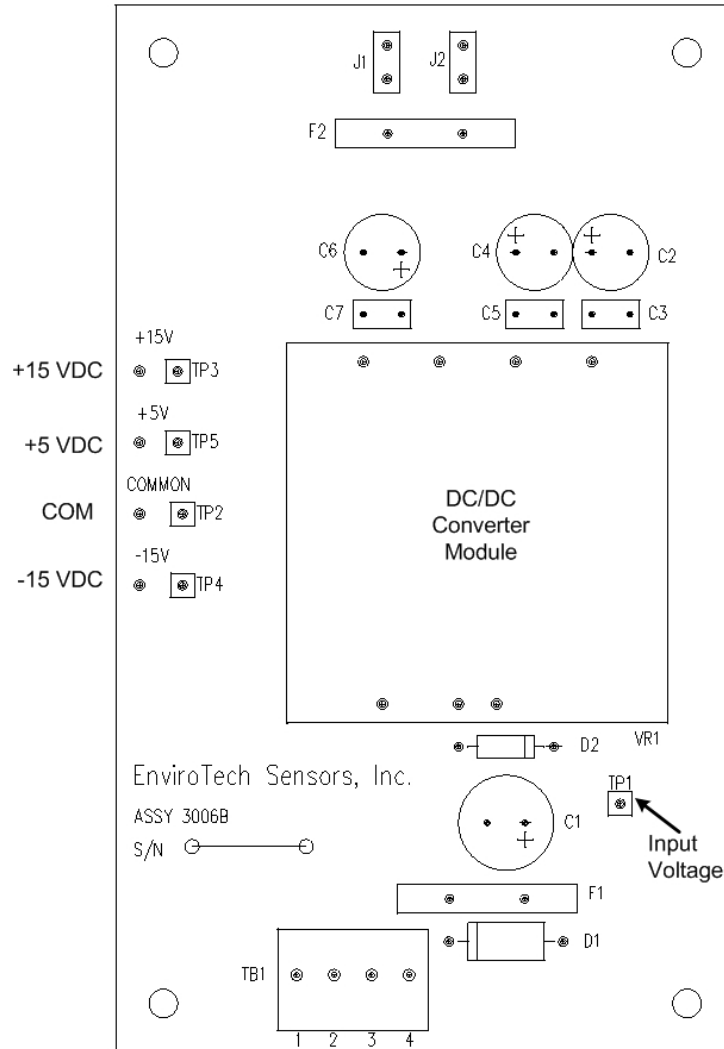 J1
J2
F2
C6
C4
C2
C7
C5
C3
+15V
+15 VDC
TP3
+5V
+5 VDC
TP5
COMMON
COM
TP2
-15V
-15 VDC
TP4
DC/DC
Converter
Module
VR1
D2
EnviroTech Sensors, Inc.
TP1
ASSY 3006B
C1
S/N
Input
Voltage
F1
D1
TB1
1 2 3 4